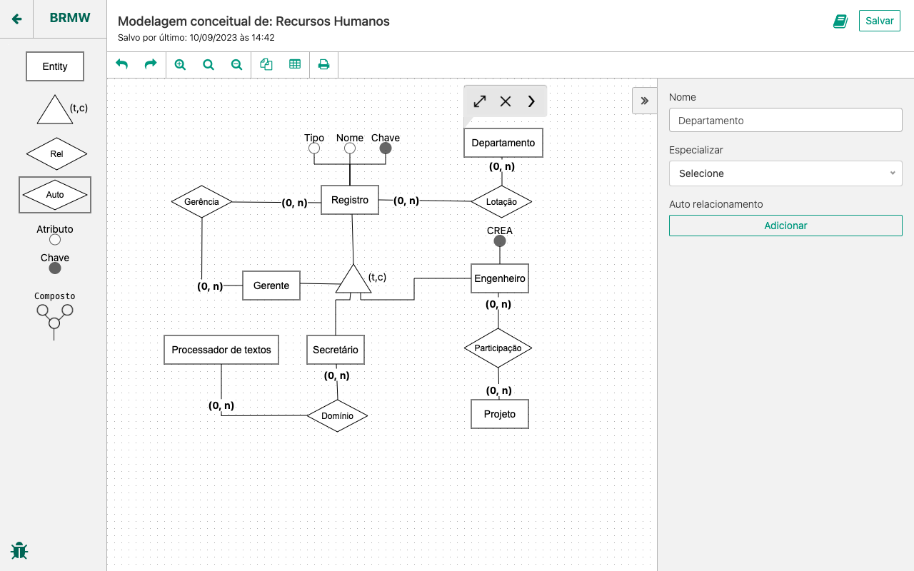 BRMW
Modelagem conceitual de: Recursos Humanos
Salvo por último: 10/09/2023 às 14:42
Salvar
Entity
(t,c)
Rel
Auto
Atributo
Chave
Composto
Tipo
Nome
Chave
Departamento
(0, n)
Gerência
(0, n)
Registro
(0, n)
Lotação
CREA
(t,c)
Engenheiro
(0, n)
Gerente
(0, n)
Participação
Processador de textos
Secretário
(0, n)
(0, n)
(0, n)
Domínio
Projeto
Nome
Departamento
Especializar
Selecione
Auto relacionamento
Adicionar